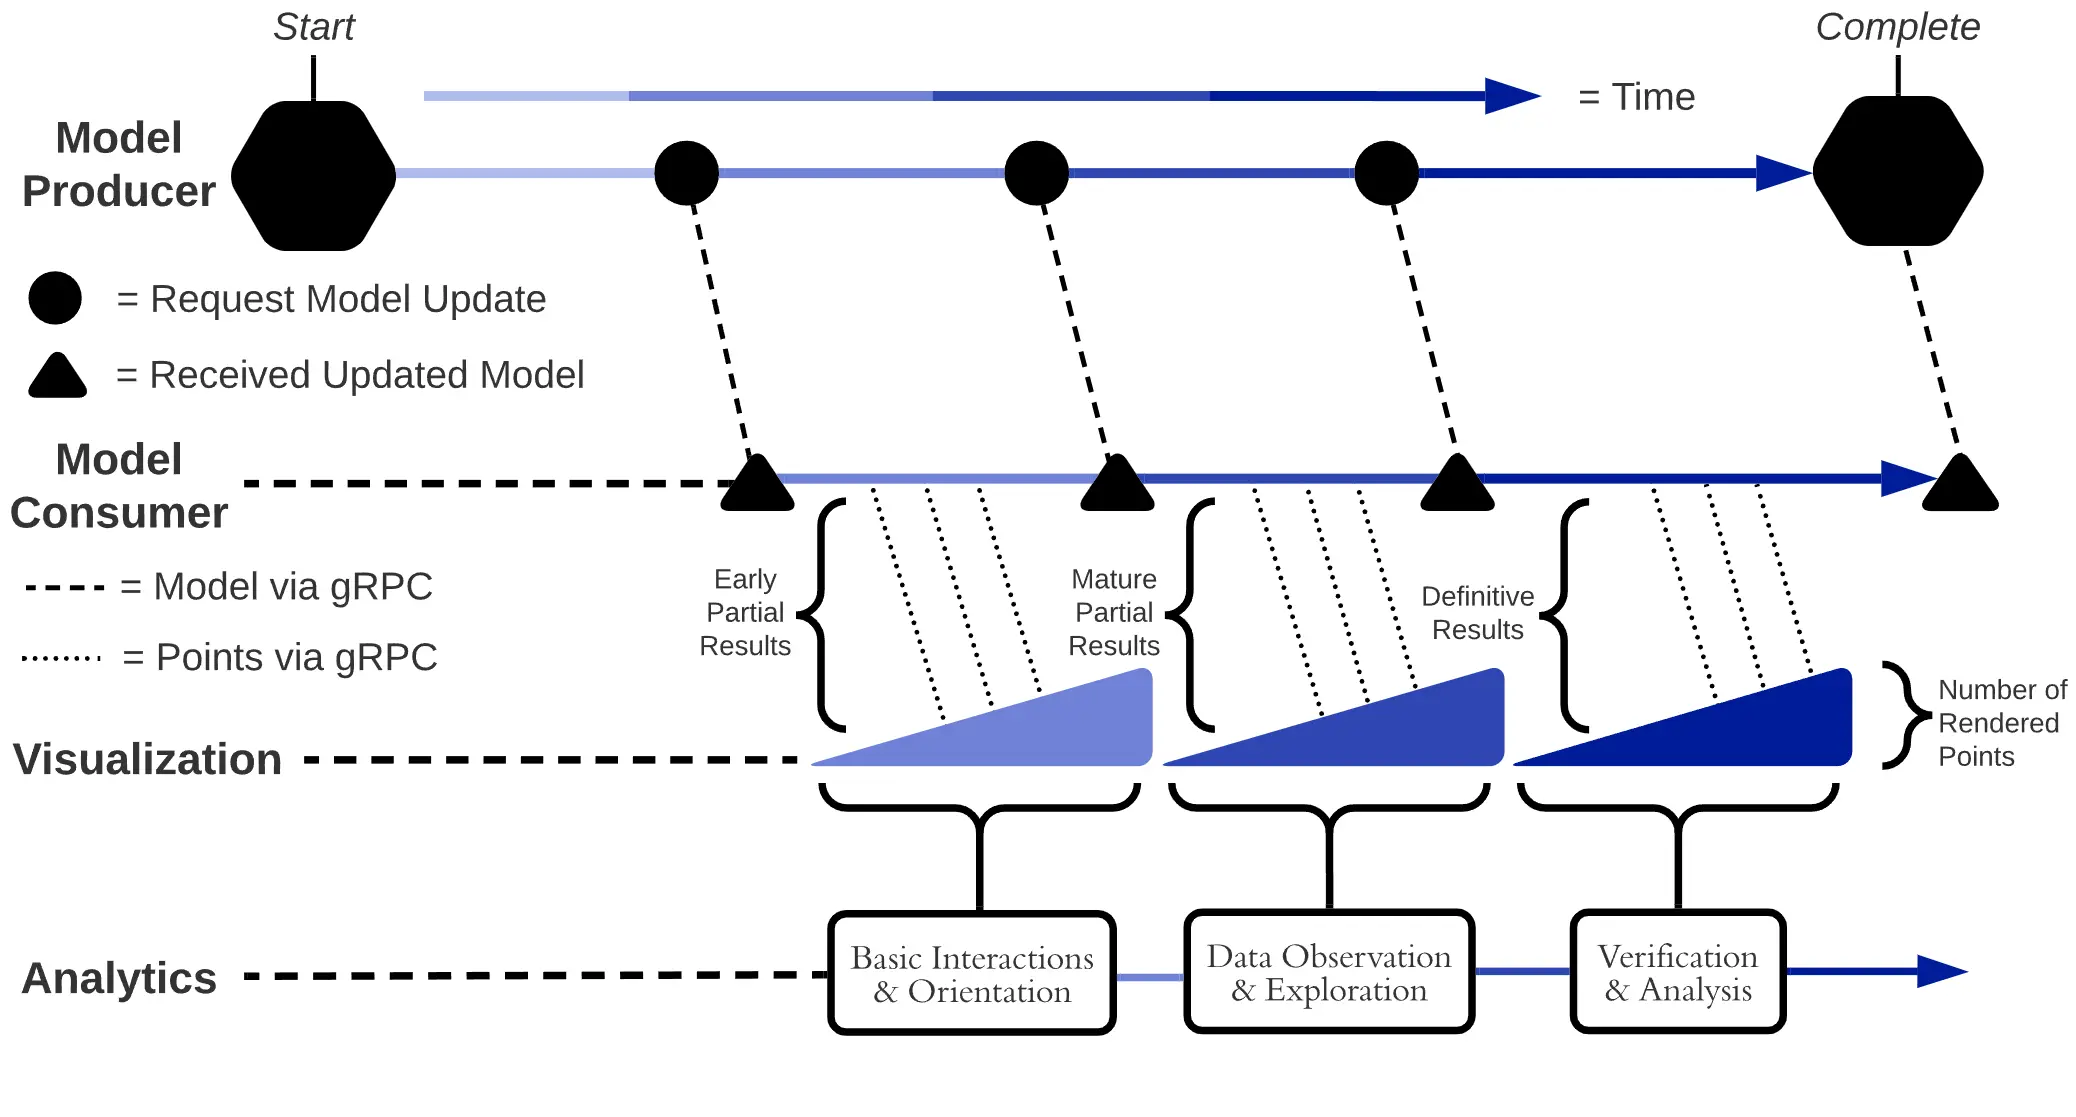 Start
Complete
= Time
Model
Producer
= Request Model Update
= Received Updated Model
Model
Consumer
= Model via gRPC
= Points via gRPC
Early
Partial
Results
Mature
Partial
Results
Definitive
Results
Number of
Rendered
Points
Visualization
Analytics
Basic Interactions
& Orientation
Data Observation
& Exploration
Verification
& Analysis